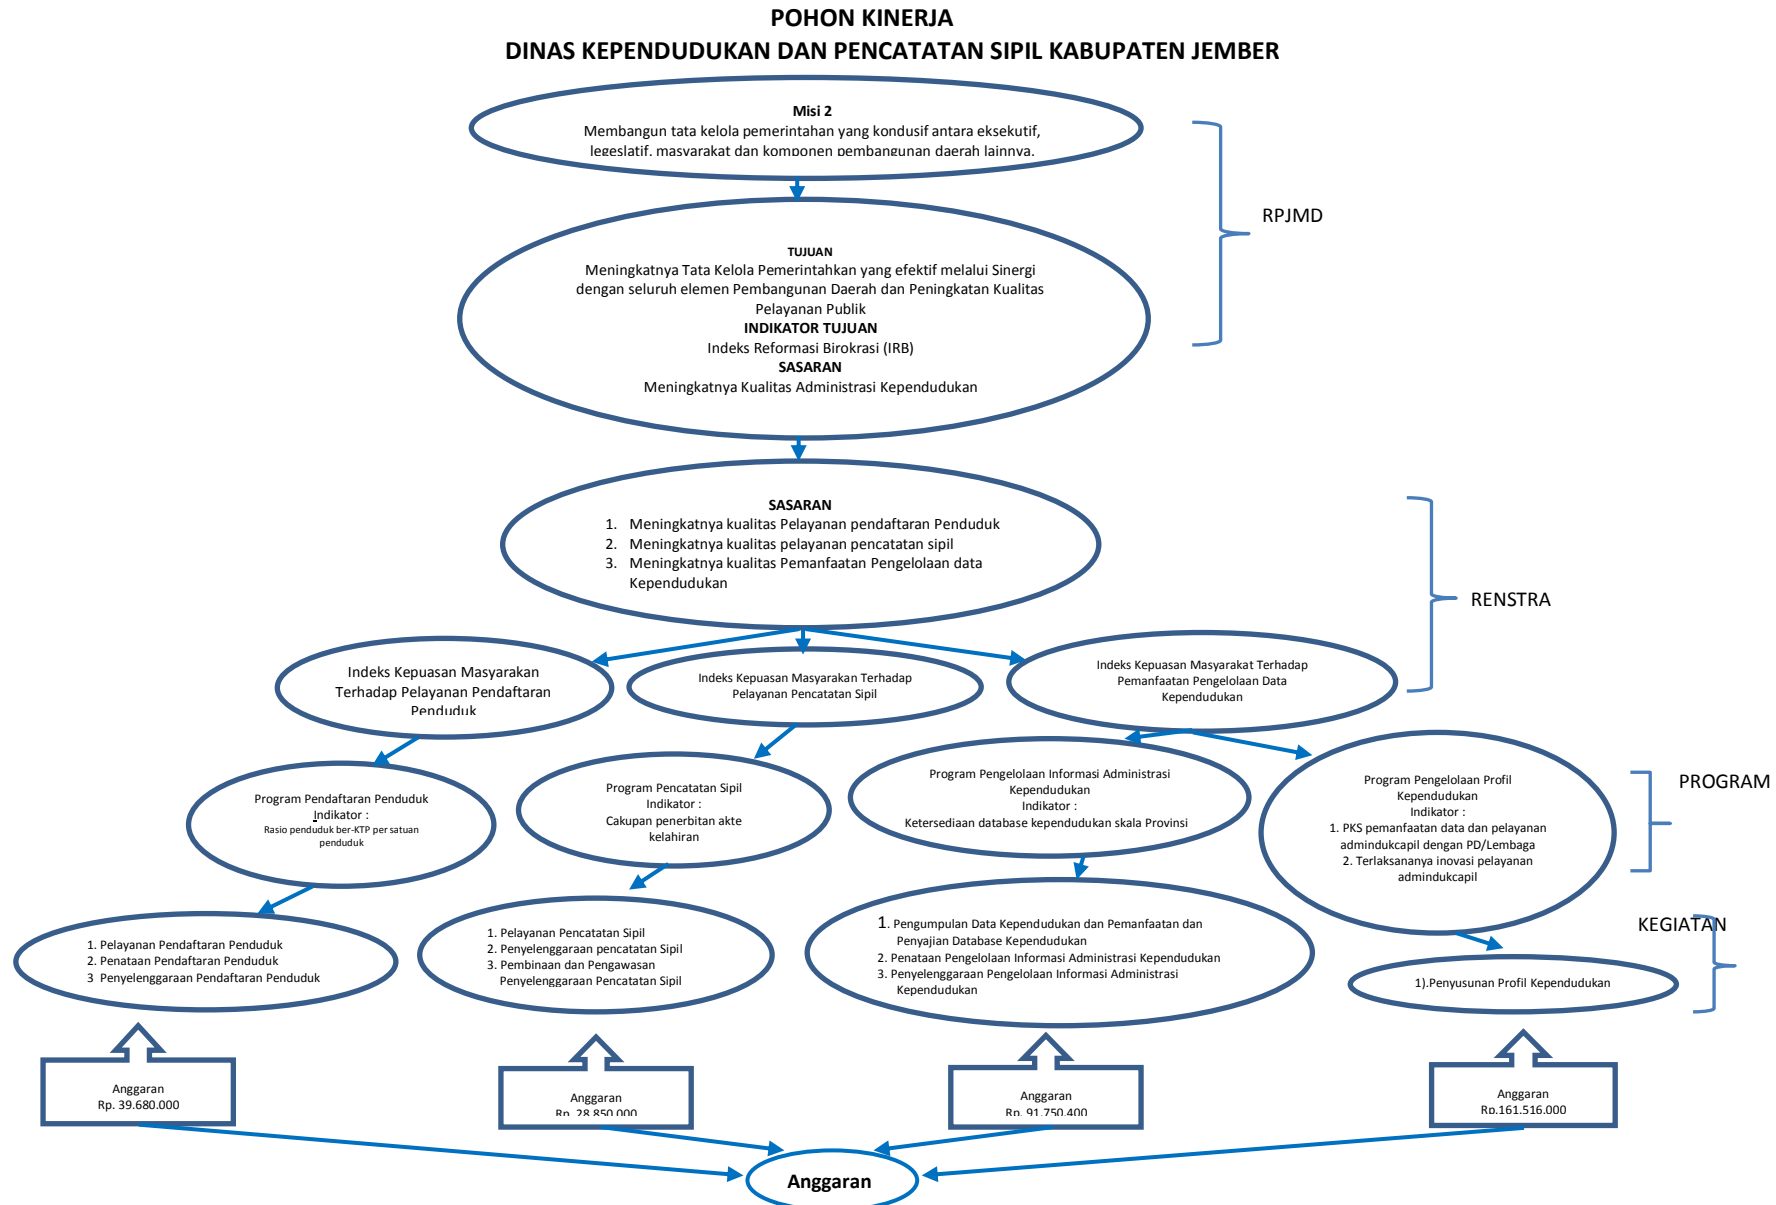 POHON KINERJA
DINAS KEPENDUDUKAN DAN PENCATATAN SIPIL KABUPATEN JEMBER
Misi 2
Membangun tata kelola pemerintahan yang kondusif antara eksekutif,
legeslatif, masyarakat dan komponen pembangunan daerah lainnya.
RPJMD
TUJUAN
Meningkatnya Tata Kelola Pemerintahkan yang efektif melalui Sinergi
dengan seluruh elemen Pembangunan Daerah dan Peningkatan Kualitas
Pelayanan Publik
INDIKATOR TUJUAN
Indeks Reformasi Birokrasi (IRB)
SASARAN
Meningkatnya Kualitas Administrasi Kependudukan
SASARAN
1. Meningkatnya kualitas Pelayanan pendaftaran Penduduk
2. Meningkatnya kualitas pelayanan pencatatan sipil
3. Meningkatnya kualitas Pemanfaatan Pengelolaan data
Kependudukan
RENSTRA
Indeks Kepuasan Masyarakan
Terhadap Pelayanan Pendaftaran
Penduduk
Indeks Kepuasan Masyarakan Terhadap
Pelayanan Pencatatan Sipil
Indeks Kepuasan Masyarakat Terhadap
Pemanfaatan Pengelolaan Data
Kependudukan
Program Pendaftaran Penduduk
Indikator :
Rasio penduduk ber-KTP per satuan
penduduk
Program Pencatatan Sipil
Indikator :
Cakupan penerbitan akte
kelahiran
Program Pengelolaan Informasi Administrasi
Kependudukan
Indikator :
Ketersediaan database kependudukan skala Provinsi
Program Pengelolaan Profil
Kependudukan
Indikator :
1. PKS pemanfaatan data dan pelayanan
admindukcapil dengan PD/Lembaga
2. Terlaksananya inovasi pelayanan
admindukcapil
PROGRAM
1. Pelayanan Pendaftaran Penduduk
2. Penataan Pendaftaran Penduduk
3 Penyelenggaraan Pendaftaran Penduduk
1. Pelayanan Pencatatan Sipil
2. Penyelenggaraan pencatatan Sipil
3. Pembinaan dan Pengawasan
Penyelenggaraan Pencatatan Sipil
1. Pengumpulan Data Kependudukan dan Pemanfaatan dan
Penyajian Database Kependudukan
2. Penataan Pengelolaan Informasi Administrasi Kependudukan
3. Penyelenggaraan Pengelolaan Informasi Administrasi
Kependudukan
1).Penyusunan Profil Kependudukan
KEGIATAN
Anggaran
Rp. 39.680.000
Anggaran
Rp. 28.850.000
Anggaran
Rp. 91.750.400
Anggaran
Rp.161.516.000
Anggaran